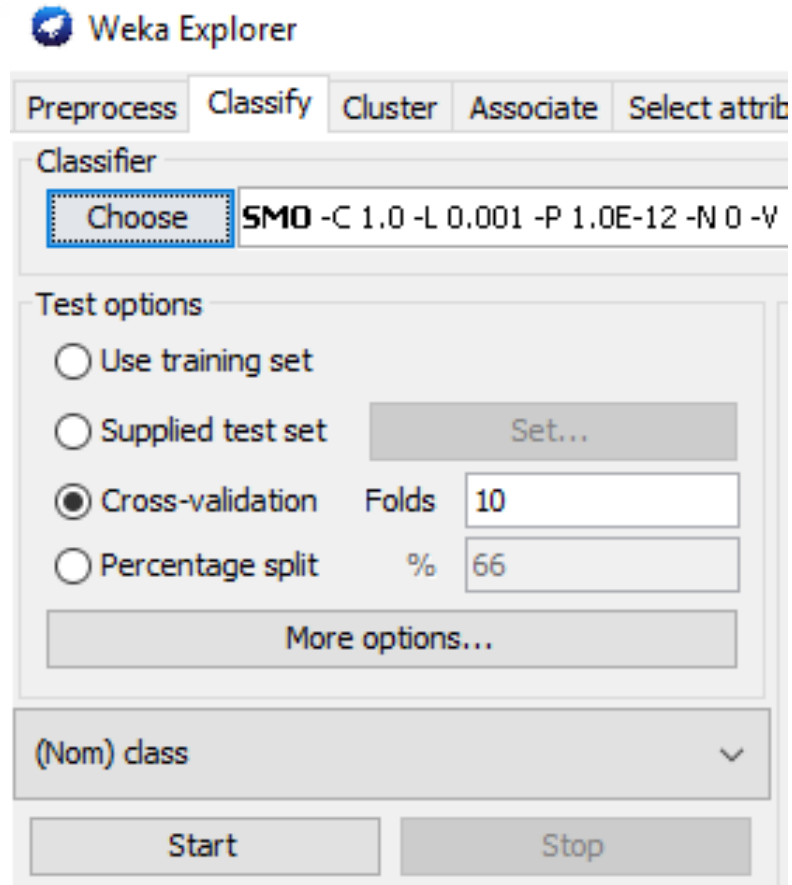 Weka Explorer
Preprocess Classify Cluster Associate Select attrib
Classifier
Choose SMO -C 1.0 -L 0.001 -P 1.0E-12 -N 0 -V
Test options
Use training set
Supplied test set Set...
Cross-validation Folds 10
Percentage split % 66
More options...
(Nom) class
Start Stop